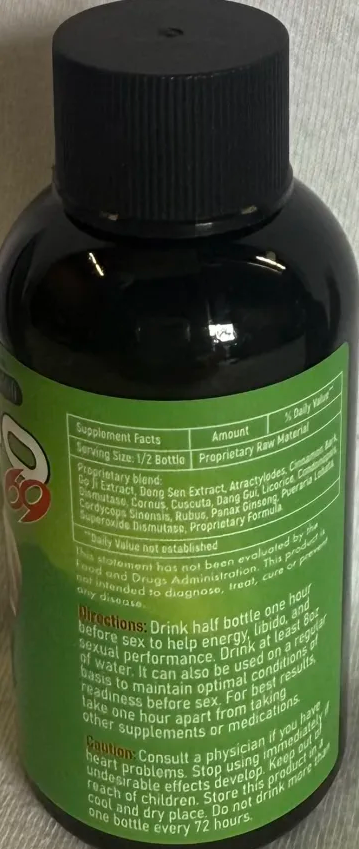 69
Supplement Facts Amount % Daily Value**
Serving Size: 1/2 Bottle Proprietary Raw Material
Proprietary blend:
Go Ji Extract, Deng Sen Extract, Atractylodes, Cinnamon Bark,
Dismutase, Cornus, Cuscuta, Dang Gui, Licorice,
Cordycops Sinonsis, Rubus, Panax Ginsong, Pueraria Lobata,
Superoxide Dismutase, Proprietary Formula.
**Daily Value not established
This statement has not been evaluated by the
Food and Drugs Administration. This product is
not intended to diagnose, treat, cure or prevent
any disease.
Directions: Drink half bottle one hour
before sex to help energy, libido, and
sexual performance. Drink at least 8oz
of water. It can also be used on a regular
basis to maintain optimal conditions of
readiness before sex. For best results,
take one hour apart from taking
other supplements or medications.
Caution: Consult a physician if you have
heart problems. Stop using immediately if
undesirable effects develop. Keep out of
reach of children. Store this product in a
cool and dry place. Do not drink more than
one bottle every 72 hours.